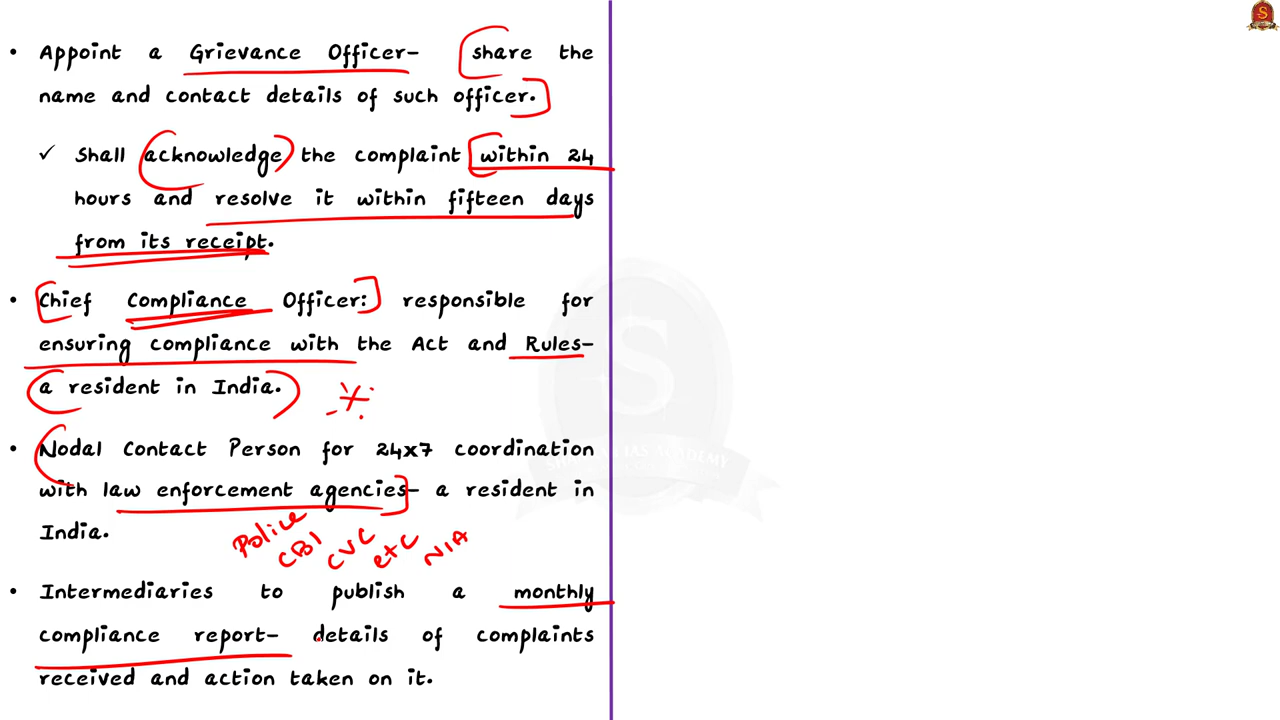 • Appoint a Grievance Officer- share the
name and contact details of such officer.
✓ Shall acknowledge the complaint within 24
hours and resolve it within fifteen days
from its receipt.
• Chief Compliance Officer: responsible for
ensuring compliance with the Act and Rules-
a resident in India.
• Nodal Contact Person for 24x7 coordination
with law enforcement agencies- a resident in
India.
Police CBI CVC etc NIA
• Intermediaries to publish a monthly
compliance report- details of complaints
received and action taken on it.